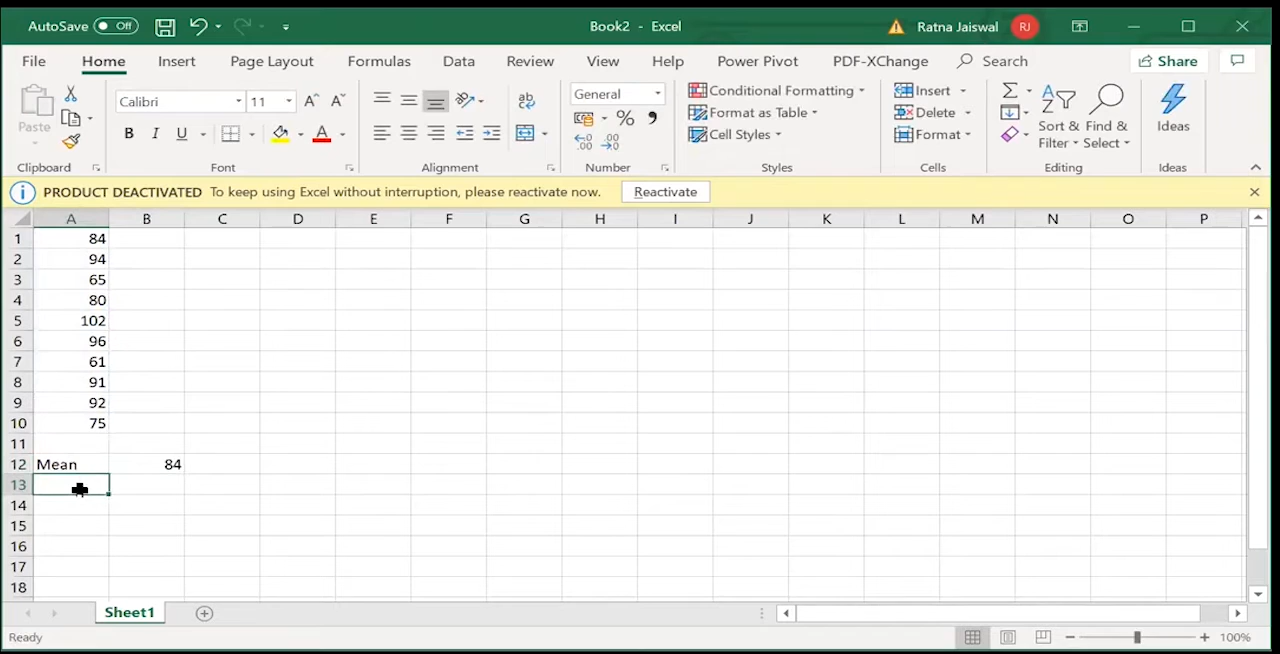 AutoSave Off Book2 - Excel Ratna Jaiswal RJ
File Home Insert Page Layout Formulas Data Review View Help Power Pivot PDF-XChange Search Share
Paste Calibri 11 A A ab General Conditional Formatting Insert Σ A Z Sort & Filter Find & Select Ideas
B I U A % , Format as Table Delete
.00 .00 Cell Styles Format
Clipboard Font Alignment Number Styles Cells Editing Ideas
PRODUCT DEACTIVATED To keep using Excel without interruption, please reactivate now. Reactivate
A B C D E F G H I J K L M N O P
1 84
2 94
3 65
4 80
5 102
6 96
7 61
8 91
9 92
10 75
11
12 Mean 84
13
14
15
16
17
18
Sheet1
Ready 100%